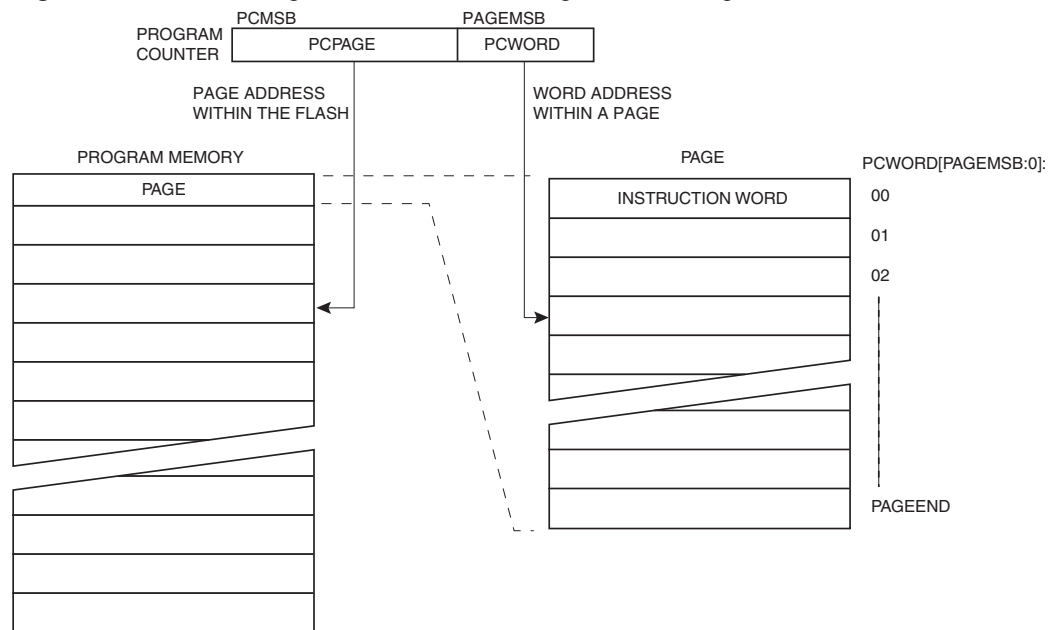 PCMSB PAGEMSB
PROGRAM
COUNTER
PCPAGE PCWORD
PAGE ADDRESS
WITHIN THE FLASH
WORD ADDRESS
WITHIN A PAGE
PROGRAM MEMORY
PAGE
PAGE
PCWORD[PAGEMSB:0]:
INSTRUCTION WORD
00
01
02
PAGEEND